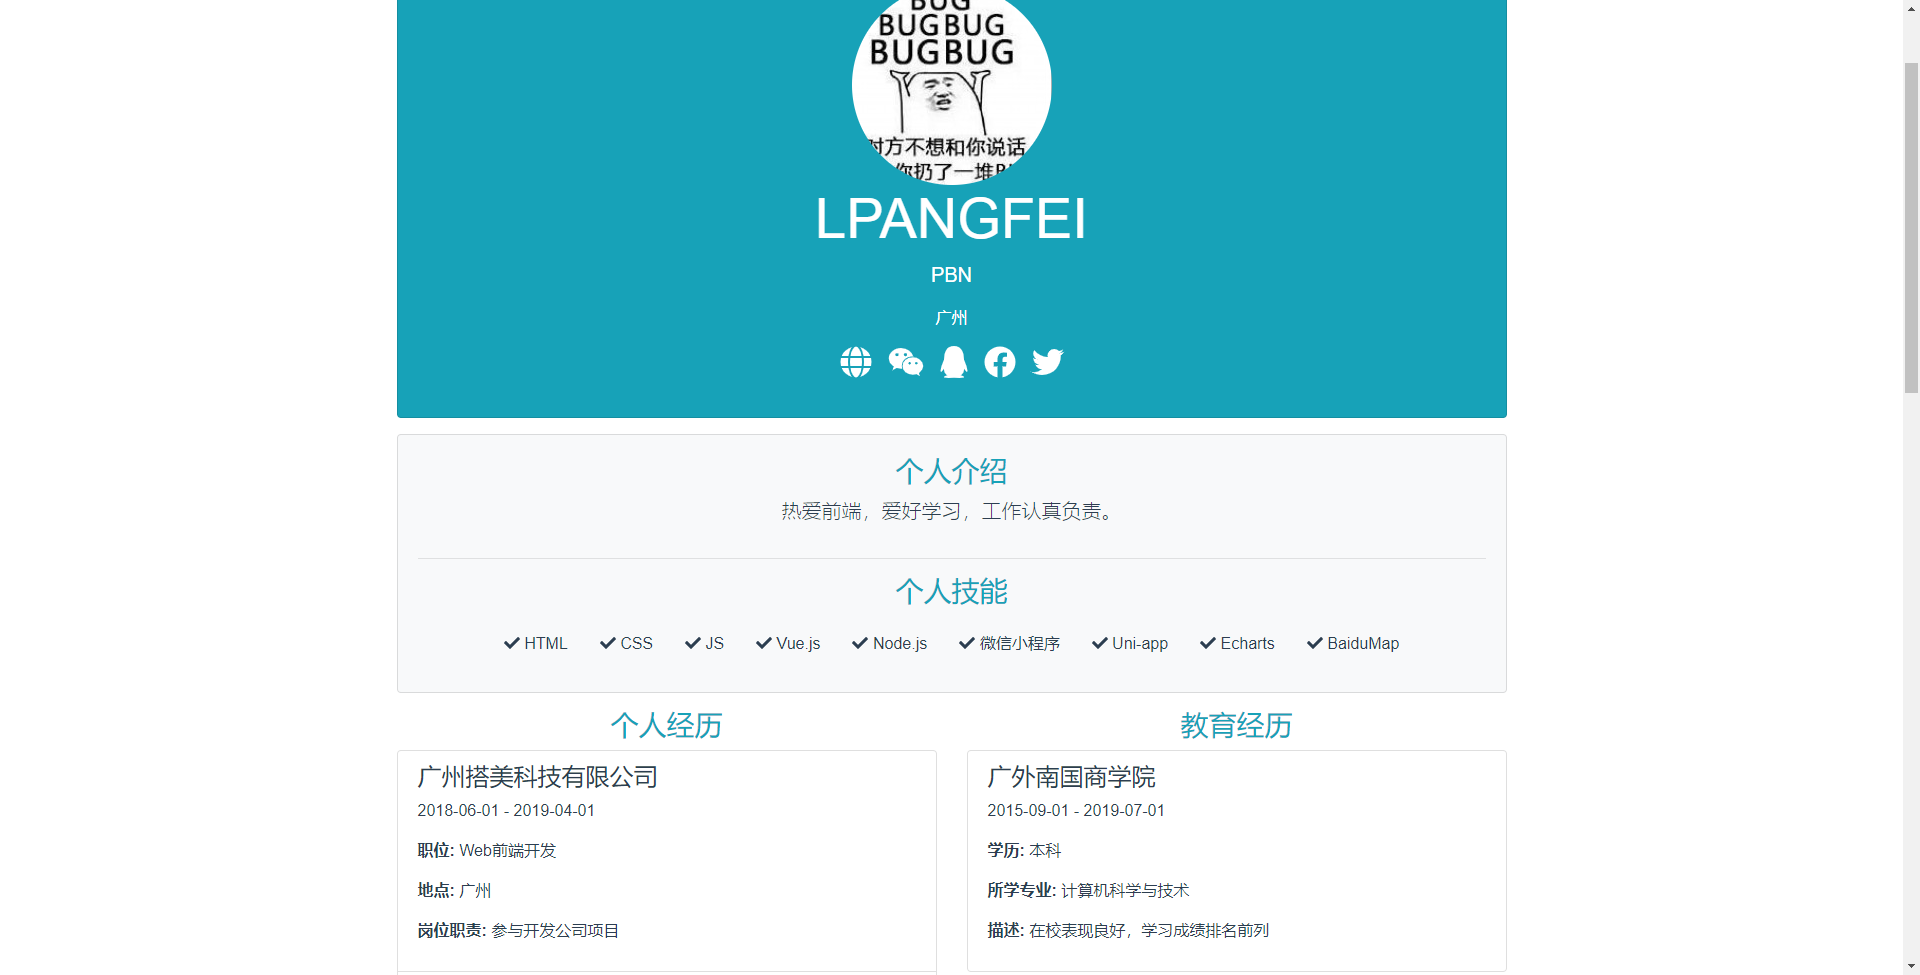 BUG
BUGBUG
BUGBUG
对方不想和你说话
你扔了一堆B
LPANGFEI
PBN
广州
个人介绍
热爱前端，爱好学习，工作认真负责。
个人技能
HTML CSS JS Vue.js Node.js 微信小程序 Uni-app Echarts BaiduMap
个人经历
广州搭美科技有限公司
2018-06-01 - 2019-04-01
职位: Web前端开发
地点: 广州
岗位职责: 参与开发公司项目
教育经历
广外南国商学院
2015-09-01 - 2019-07-01
学历: 本科
所学专业: 计算机科学与技术
描述: 在校表现良好，学习成绩排名前列